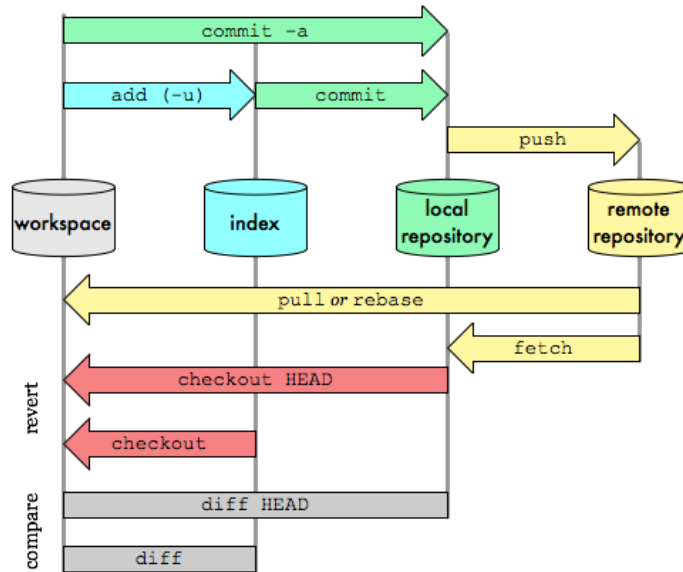 commit -a
add (-u)
commit
push
workspace
index
local
repository
remote
repository
pull or rebase
fetch
revert
checkout HEAD
checkout
compare
diff HEAD
diff